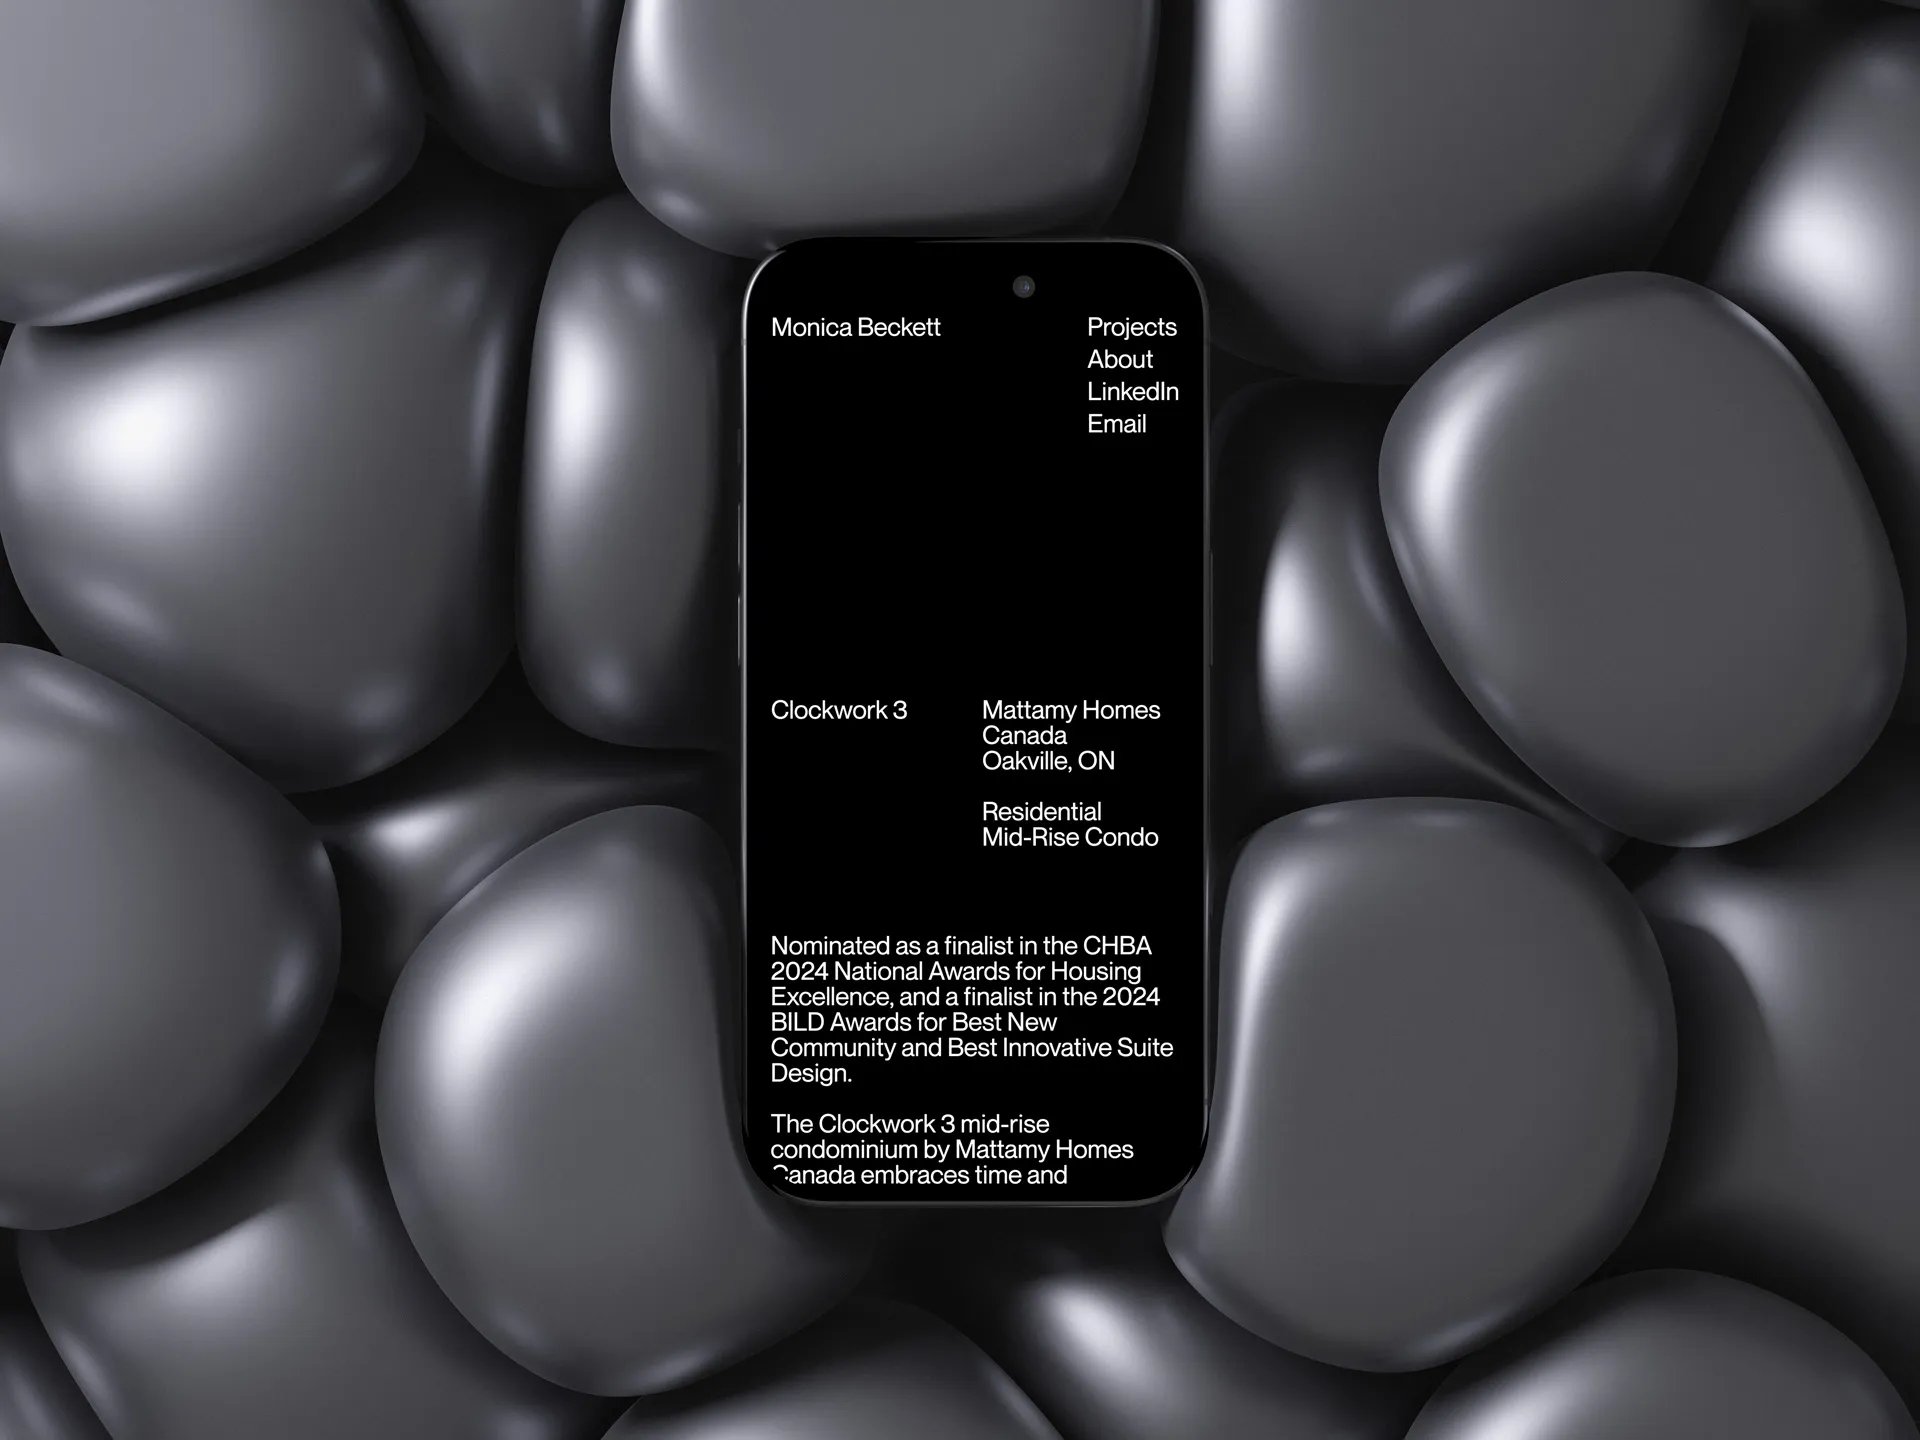 Monica Beckett
Projects
About
LinkedIn
Email
Clockwork 3
Mattamy Homes
Canada
Oakville, ON
Residential
Mid-Rise Condo
Nominated as a finalist in the CHBA
2024 National Awards for Housing
Excellence, and a finalist in the 2024
BILD Awards for Best New
Community and Best Innovative Suite
Design.
The Clockwork 3 mid-rise
condominium by Mattamy Homes
Canada embraces time and